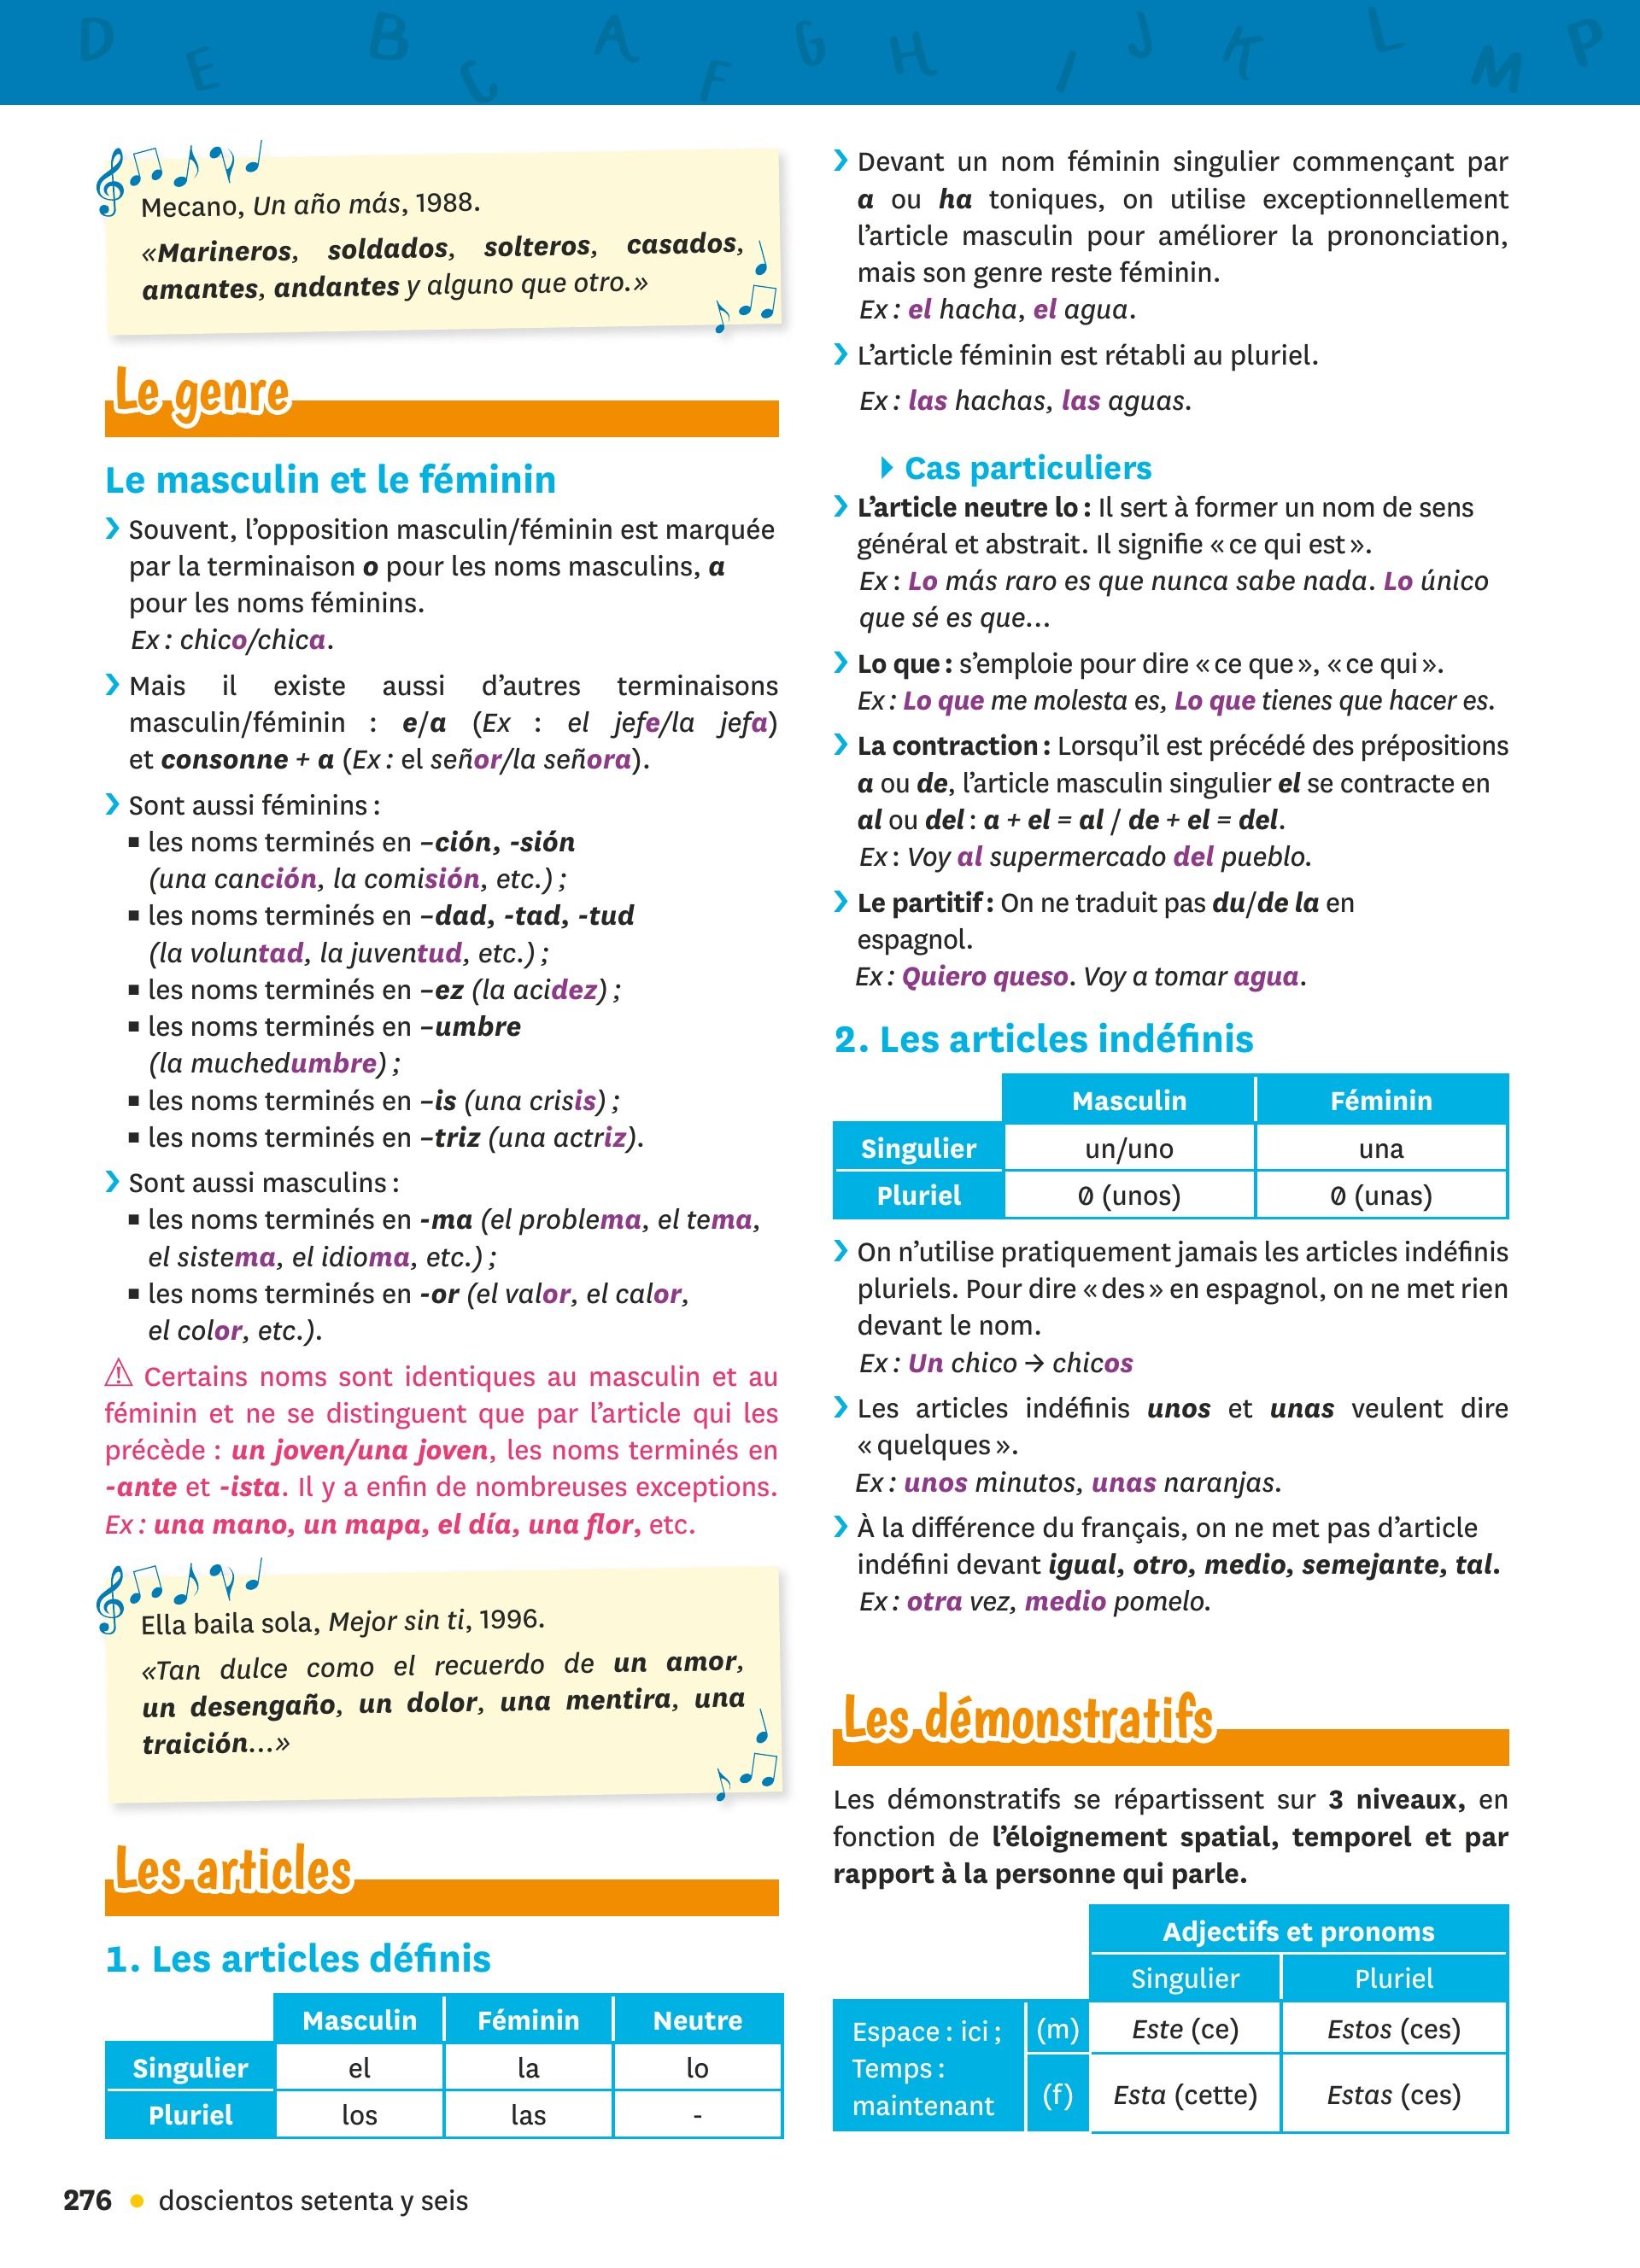 D E B C A F G H I J K L M P
Mecano, Un año más, 1988.
«Marineros, soldados, solteros, casados,
amantes, andantes y alguno que otro.»
Le genre
Le masculin et le féminin
❯ Souvent, l’opposition masculin/féminin est marquée
par la terminaison o pour les noms masculins, a
pour les noms féminins.
Ex : chico/chica.
❯ Mais il existe aussi d’autres terminaisons
masculin/féminin : e/a (Ex : el jefe/la jefa)
et consonne + a (Ex : el señor/la señora).
❯ Sont aussi féminins :
▪ les noms terminés en –ción, -sión
(una canción, la comisión, etc.) ;
▪ les noms terminés en –dad, -tad, -tud
(la voluntad, la juventud, etc.) ;
▪ les noms terminés en –ez (la acidez) ;
▪ les noms terminés en –umbre
(la muchedumbre) ;
▪ les noms terminés en –is (una crisis) ;
▪ les noms terminés en –triz (una actriz).
❯ Sont aussi masculins :
▪ les noms terminés en -ma (el problema, el tema,
el sistema, el idioma, etc.) ;
▪ les noms terminés en -or (el valor, el calor,
el color, etc.).
⚠ Certains noms sont identiques au masculin et au
féminin et ne se distinguent que par l’article qui les
précède : un joven/una joven, les noms terminés en
-ante et -ista. Il y a enfin de nombreuses exceptions.
Ex : una mano, un mapa, el día, una flor, etc.
Ella baila sola, Mejor sin ti, 1996.
«Tan dulce como el recuerdo de un amor,
un desengaño, un dolor, una mentira, una
traición...»
Les articles
1. Les articles définis
Masculin Féminin Neutre
Singulier el la lo
Pluriel los las -
❯ Devant un nom féminin singulier commençant par
a ou ha toniques, on utilise exceptionnellement
l’article masculin pour améliorer la prononciation,
mais son genre reste féminin.
Ex : el hacha, el agua.
❯ L’article féminin est rétabli au pluriel.
Ex : las hachas, las aguas.
Cas particuliers
❯ L’article neutre lo : Il sert à former un nom de sens
général et abstrait. Il signifie « ce qui est ».
Ex : Lo más raro es que nunca sabe nada. Lo único
que sé es que...
❯ Lo que : s’emploie pour dire « ce que », « ce qui ».
Ex : Lo que me molesta es, Lo que tienes que hacer es.
❯ La contraction : Lorsqu’il est précédé des prépositions
a ou de, l’article masculin singulier el se contracte en
al ou del : a + el = al / de + el = del.
Ex : Voy al supermercado del pueblo.
❯ Le partitif : On ne traduit pas du/de la en
espagnol.
Ex : Quiero queso. Voy a tomar agua.
2. Les articles indéfinis
Masculin Féminin
Singulier un/uno una
Pluriel Ø (unos) Ø (unas)
❯ On n’utilise pratiquement jamais les articles indéfinis
pluriels. Pour dire « des » en espagnol, on ne met rien
devant le nom.
Ex : Un chico → chicos
❯ Les articles indéfinis unos et unas veulent dire
« quelques ».
Ex : unos minutos, unas naranjas.
❯ À la différence du français, on ne met pas d’article
indéfini devant igual, otro, medio, semejante, tal.
Ex : otra vez, medio pomelo.
Les démonstratifs
Les démonstratifs se répartissent sur 3 niveaux, en
fonction de l’éloignement spatial, temporel et par
rapport à la personne qui parle.
Adjectifs et pronoms
Singulier Pluriel
Espace : ici ;
Temps :
maintenant
(m) Este (ce) Estos (ces)
(f) Esta (cette) Estas (ces)
276 • doscientos setenta y seis